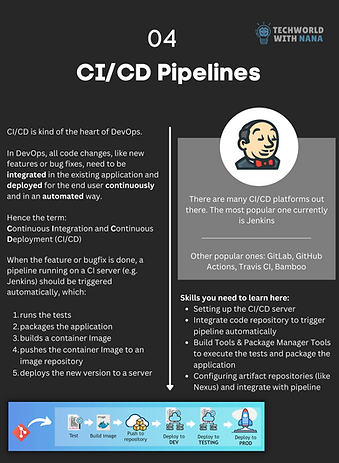 04
TECHWORLD
WITH NANA
CI/CD Pipelines
CI/CD is kind of the heart of DevOps.
In DevOps, all code changes, like new
features or bug fixes, need to be
integrated in the existing application and
deployed for the end user continuously
and in an automated way.
Hence the term:
Continuous Integration and Continuous
Deployment (CI/CD)
When the feature or bugfix is done, a
pipeline running on a CI server (e.g.
Jenkins) should be triggered
automatically, which:
1. runs the tests
2. packages the application
3. builds a container Image
4. pushes the container Image to an
image repository
5. deploys the new version to a server
There are many CI/CD platforms out
there. The most popular one currently
is Jenkins
Other popular ones: GitLab, GitHub
Actions, Travis CI, Bamboo
Skills you need to learn here:
• Setting up the CI/CD server
• Integrate code repository to trigger
pipeline automatically
• Build Tools & Package Manager Tools
to execute the tests and package the
application
• Configuring artifact repositories (like
Nexus) and integrate with pipeline
Test
Build Image
Push to
repository
Deploy to
DEV
Deploy to
TESTING
Deploy to
PROD